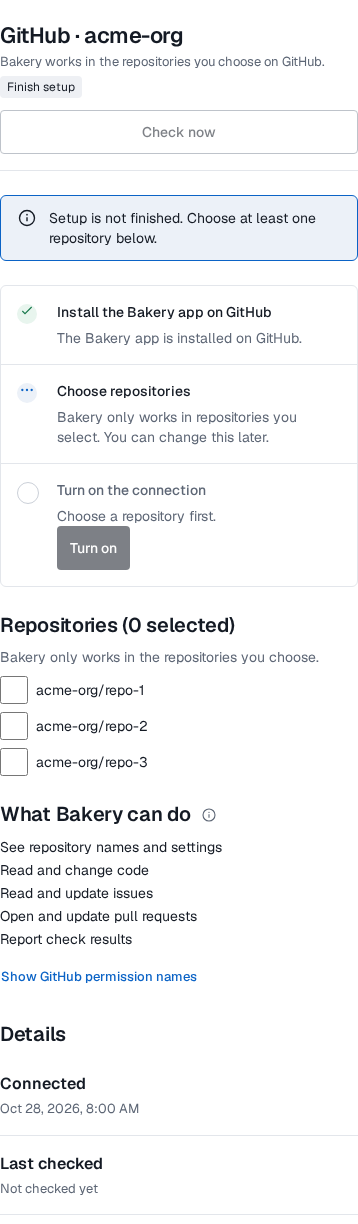 GitHub · acme-org
Bakery works in the repositories you choose on GitHub.
Finish setup
Check now
Setup is not finished. Choose at least one
repository below.
Install the Bakery app on GitHub
The Bakery app is installed on GitHub.
Choose repositories
Bakery only works in repositories you
select. You can change this later.
Turn on the connection
Choose a repository first.
Turn on
Repositories (0 selected)
Bakery only works in the repositories you choose.
acme-org/repo-1
acme-org/repo-2
acme-org/repo-3
What Bakery can do
See repository names and settings
Read and change code
Read and update issues
Open and update pull requests
Report check results
Show GitHub permission names
Details
Connected
Oct 28, 2026, 8:00 AM
Last checked
Not checked yet